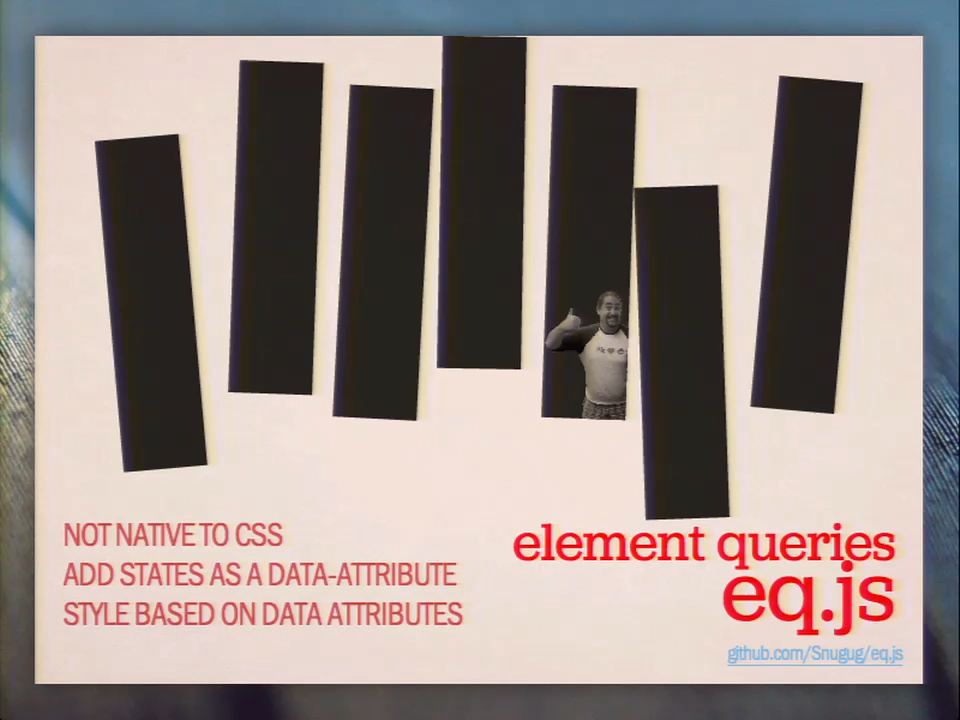 NOT NATIVE TO CSS
ADD STATES AS A DATA-ATTRIBUTE
STYLE BASED ON DATA ATTRIBUTES
element queries
eq.js
github.com/Snugug/eq.js